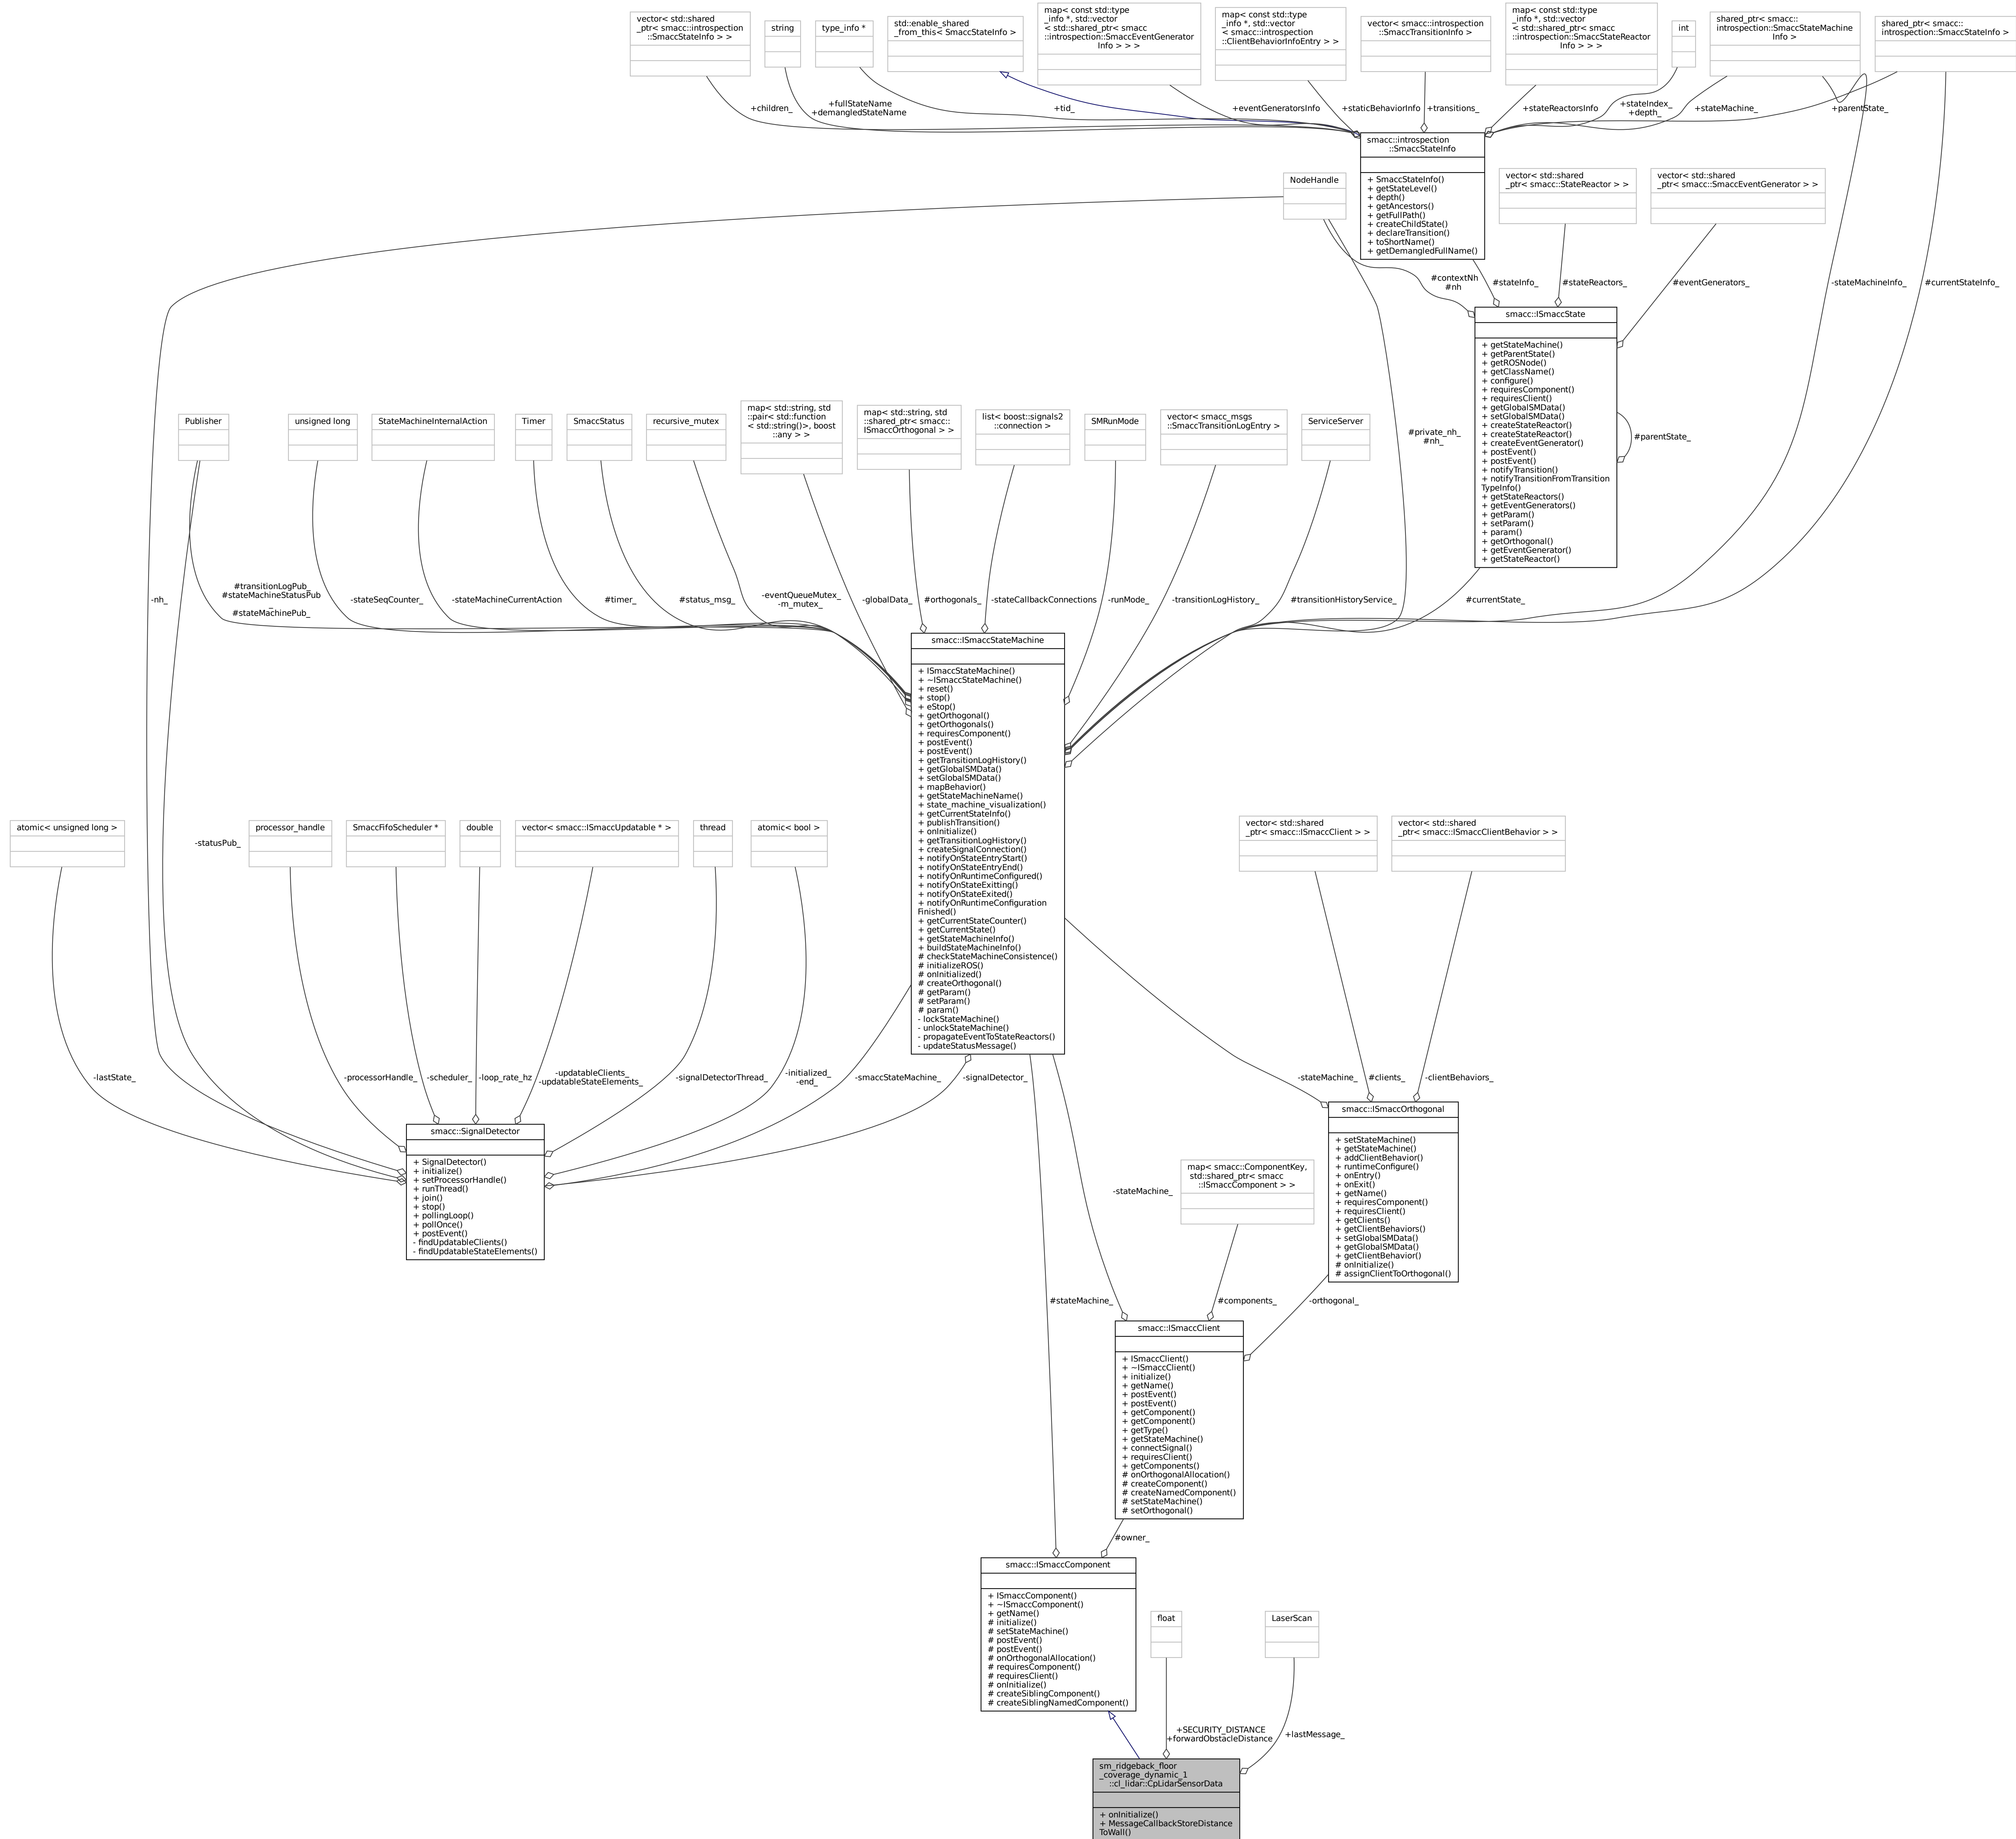 vector< std::shared
_ptr< smacc::introspection
::SmaccStateInfo > >
string
type_info *
std::enable_shared
_from_this< SmaccStateInfo >
map< const std::type
_info *, std::vector
< std::shared_ptr< smacc
::introspection::SmaccEventGenerator
Info > > >
map< const std::type
_info *, std::vector
< smacc::introspection
::ClientBehaviorInfoEntry > >
vector< smacc::introspection
::SmaccTransitionInfo >
map< const std::type
_info *, std::vector
< std::shared_ptr< smacc
::introspection::SmaccStateReactor
Info > > >
int
shared_ptr< smacc::
introspection::SmaccStateMachine
Info >
shared_ptr< smacc::
introspection::SmaccStateInfo >
+children_
+fullStateName
+demangledStateName
+tid_
+eventGeneratorsInfo
+staticBehaviorInfo
+transitions_
+stateReactorsInfo
+stateIndex_
+depth_
+stateMachine_
+parentState_
smacc::introspection
::SmaccStateInfo
+ SmaccStateInfo()
+ getStateLevel()
+ depth()
+ getAncestors()
+ getFullPath()
+ createChildState()
+ declareTransition()
+ toShortName()
+ getDemangledFullName()
NodeHandle
vector< std::shared
_ptr< smacc::StateReactor > >
vector< std::shared
_ptr< smacc::SmaccEventGenerator > >
#contextNh
#nh
#stateInfo_
#stateReactors_
#eventGenerators_
-stateMachineInfo_
#currentStateInfo_
smacc::ISmaccState
+ getStateMachine()
+ getParentState()
+ getROSNode()
+ getClassName()
+ configure()
+ requiresComponent()
+ requiresClient()
+ getGlobalSMData()
+ setGlobalSMData()
+ createStateReactor()
+ createStateReactor()
+ createEventGenerator()
+ postEvent()
+ postEvent()
+ notifyTransition()
+ notifyTransitionFromTransition
TypeInfo()
+ getStateReactors()
+ getEventGenerators()
+ getParam()
+ setParam()
+ param()
+ getOrthogonal()
+ getEventGenerator()
+ getStateReactor()
#parentState_
Publisher
unsigned long
StateMachineInternalAction
Timer
SmaccStatus
recursive_mutex
map< std::string, std
::pair< std::function
< std::string()>, boost
::any > >
map< std::string, std
::shared_ptr< smacc::
ISmaccOrthogonal > >
list< boost::signals2
::connection >
SMRunMode
vector< smacc_msgs
::SmaccTransitionLogEntry >
ServiceServer
#private_nh_
#nh_
-nh_
#transitionLogPub_
#stateMachineStatusPub
_
#stateMachinePub_
-stateSeqCounter_
-stateMachineCurrentAction
#timer_
#status_msg_
-eventQueueMutex_
-m_mutex_
-globalData_
#orthogonals_
-stateCallbackConnections
-runMode_
-transitionLogHistory_
#transitionHistoryService_
#currentState_
smacc::ISmaccStateMachine
+ ISmaccStateMachine()
+ ~ISmaccStateMachine()
+ reset()
+ stop()
+ eStop()
+ getOrthogonal()
+ getOrthogonals()
+ requiresComponent()
+ postEvent()
+ postEvent()
+ getTransitionLogHistory()
+ getGlobalSMData()
+ setGlobalSMData()
+ mapBehavior()
+ getStateMachineName()
+ state_machine_visualization()
+ getCurrentStateInfo()
+ publishTransition()
+ onInitialize()
+ getTransitionLogHistory()
+ createSignalConnection()
+ notifyOnStateEntryStart()
+ notifyOnStateEntryEnd()
+ notifyOnRuntimeConfigured()
+ notifyOnStateExitting()
+ notifyOnStateExited()
+ notifyOnRuntimeConfiguration
Finished()
+ getCurrentStateCounter()
+ getCurrentState()
+ getStateMachineInfo()
+ buildStateMachineInfo()
# checkStateMachineConsistence()
# initializeROS()
# onInitialized()
# createOrthogonal()
# getParam()
# setParam()
# param()
- lockStateMachine()
- unlockStateMachine()
- propagateEventToStateReactors()
- updateStatusMessage()
atomic< unsigned long >
-statusPub_
processor_handle
SmaccFifoScheduler *
double
vector< smacc::ISmaccUpdatable * >
thread
atomic< bool >
vector< std::shared
_ptr< smacc::ISmaccClient > >
vector< std::shared
_ptr< smacc::ISmaccClientBehavior > >
-lastState_
-processorHandle_
-scheduler_
-loop_rate_hz
-updatableClients_
-updatableStateElements_
-signalDetectorThread_
-initialized_
-end_
-smaccStateMachine_
-signalDetector_
-stateMachine_
#clients_
-clientBehaviors_
smacc::SignalDetector
+ SignalDetector()
+ initialize()
+ setProcessorHandle()
+ runThread()
+ join()
+ stop()
+ pollingLoop()
+ pollOnce()
+ postEvent()
- findUpdatableClients()
- findUpdatableStateElements()
smacc::ISmaccOrthogonal
+ setStateMachine()
+ getStateMachine()
+ addClientBehavior()
+ runtimeConfigure()
+ onEntry()
+ onExit()
+ getName()
+ requiresComponent()
+ requiresClient()
+ getClients()
+ getClientBehaviors()
+ setGlobalSMData()
+ getGlobalSMData()
+ getClientBehavior()
# onInitialize()
# assignClientToOrthogonal()
-stateMachine_
map< smacc::ComponentKey,
std::shared_ptr< smacc
::ISmaccComponent > >
#stateMachine_
#components_
-orthogonal_
smacc::ISmaccClient
+ ISmaccClient()
+ ~ISmaccClient()
+ initialize()
+ getName()
+ postEvent()
+ postEvent()
+ getComponent()
+ getComponent()
+ getType()
+ getStateMachine()
+ connectSignal()
+ requiresClient()
+ getComponents()
# onOrthogonalAllocation()
# createComponent()
# createNamedComponent()
# setStateMachine()
# setOrthogonal()
#owner_
smacc::ISmaccComponent
+ ISmaccComponent()
+ ~ISmaccComponent()
+ getName()
# initialize()
# setStateMachine()
# postEvent()
# postEvent()
# onOrthogonalAllocation()
# requiresComponent()
# requiresClient()
# onInitialize()
# createSiblingComponent()
# createSiblingNamedComponent()
float
LaserScan
+SECURITY_DISTANCE
+forwardObstacleDistance
+lastMessage_
sm_ridgeback_floor
_coverage_dynamic_1
::cl_lidar::CpLidarSensorData
+ onInitialize()
+ MessageCallbackStoreDistance
ToWall()